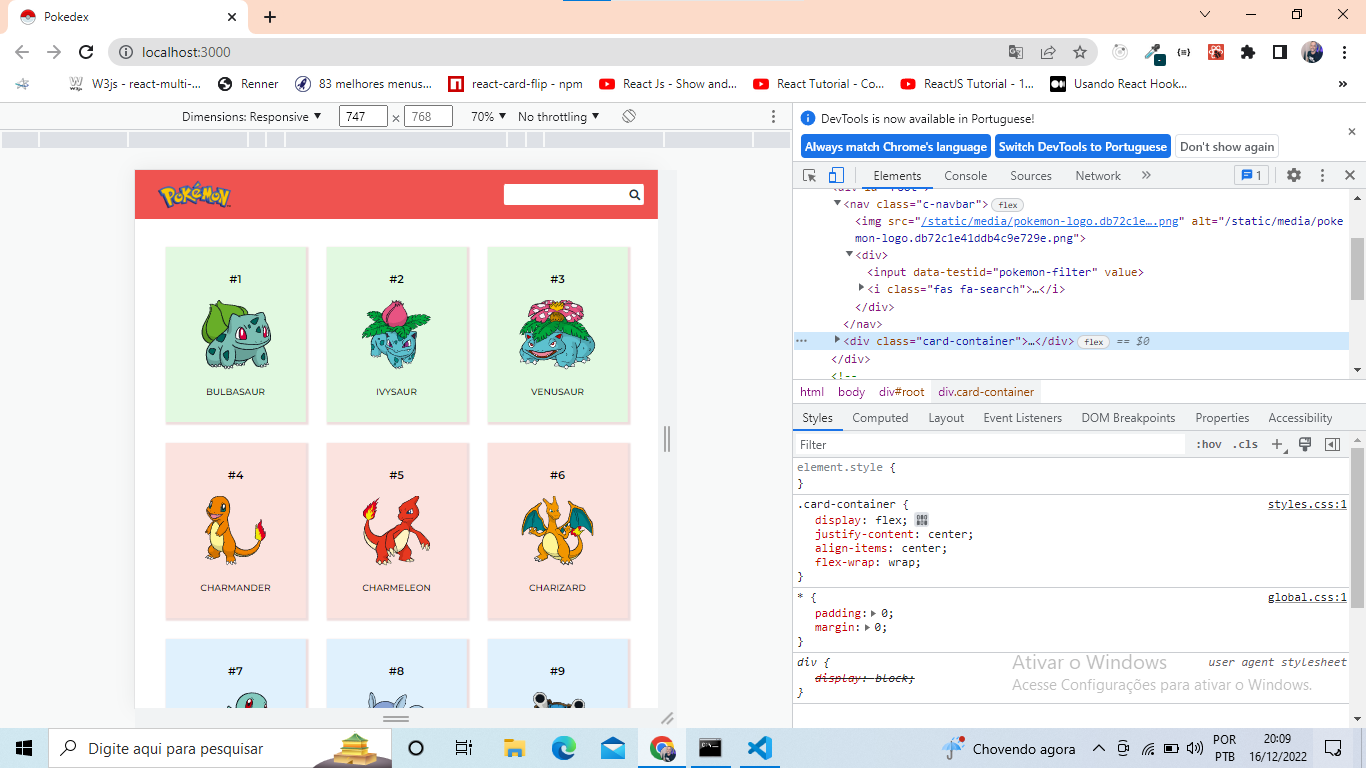 Pokedex
localhost:3000
W3js - react-multi-... Renner 83 melhores menus... react-card-flip - npm React Js - Show and... React Tutorial - Co... ReactJS Tutorial - 1... Usando React Hook... »
Dimensions: Responsive ▼ 747 × 768 70% ▼ No throttling ▼
POKéMON
#1 #2 #3
BULBASAUR IVYSAUR VENUSAUR
#4 #5 #6
CHARMANDER CHARMELEON CHARIZARD
#7 #8 #9
DevTools is now available in Portuguese!
Always match Chrome's language Switch DevTools to Portuguese Don't show again
Elements Console Sources Network » 1
<div id="root">
<nav class="c-navbar"> flex
<img src="/static/media/pokemon-logo.db72c1e….png" alt="/static/media/poke
mon-logo.db72c1e41ddb4c9e729e.png">
<div>
<input data-testid="pokemon-filter" value>
<i class="fas fa-search">…</i>
</div>
</nav>
<div class="card-container">…</div> flex == $0
</div>
<!--
html body div#root div.card-container
Styles Computed Layout Event Listeners DOM Breakpoints Properties Accessibility
Filter :hov .cls +
element.style {
}
.card-container { styles.css:1
display: flex;
justify-content: center;
align-items: center;
flex-wrap: wrap;
}
* { global.css:1
padding: 0;
margin: 0;
}
div { user agent stylesheet
display: block;
}
Ativar o Windows
Acesse Configurações para ativar o Windows.
Digite aqui para pesquisar
Chovendo agora
POR
PTB
20:09
16/12/2022